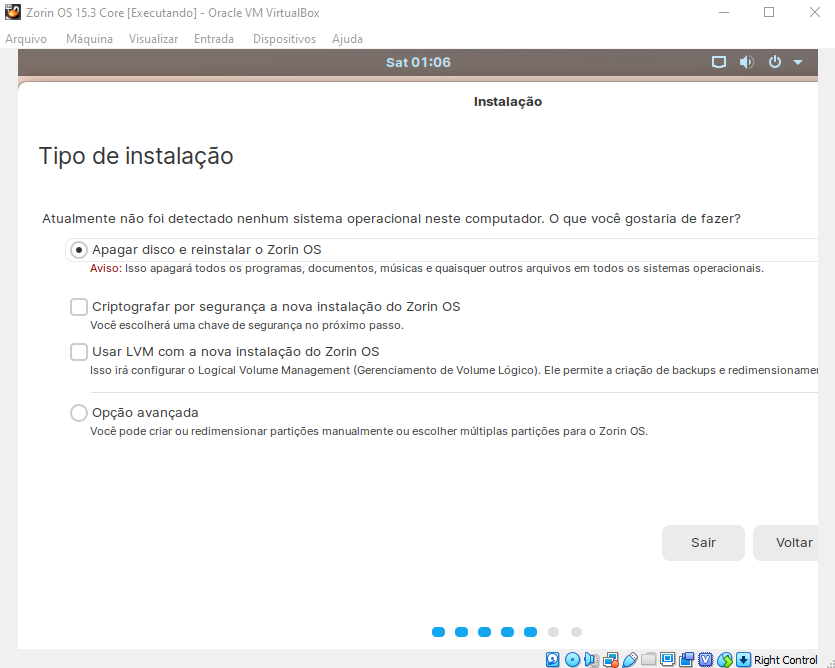 Zorin OS 15.3 Core [Executando] - Oracle VM VirtualBox
Arquivo Máquina Visualizar Entrada Dispositivos Ajuda
Sat 01:06
Instalação
Tipo de instalação
Atualmente não foi detectado nenhum sistema operacional neste computador. O que você gostaria de fazer?
Apagar disco e reinstalar o Zorin OS
Aviso: Isso apagará todos os programas, documentos, músicas e quaisquer outros arquivos em todos os sistemas operacionais.
Criptografar por segurança a nova instalação do Zorin OS
Você escolherá uma chave de segurança no próximo passo.
Usar LVM com a nova instalação do Zorin OS
Isso irá configurar o Logical Volume Management (Gerenciamento de Volume Lógico). Ele permite a criação de backups e redimensioname
Opção avançada
Você pode criar ou redimensionar partições manualmente ou escolher múltiplas partições para o Zorin OS.
Sair Voltar
Right Control